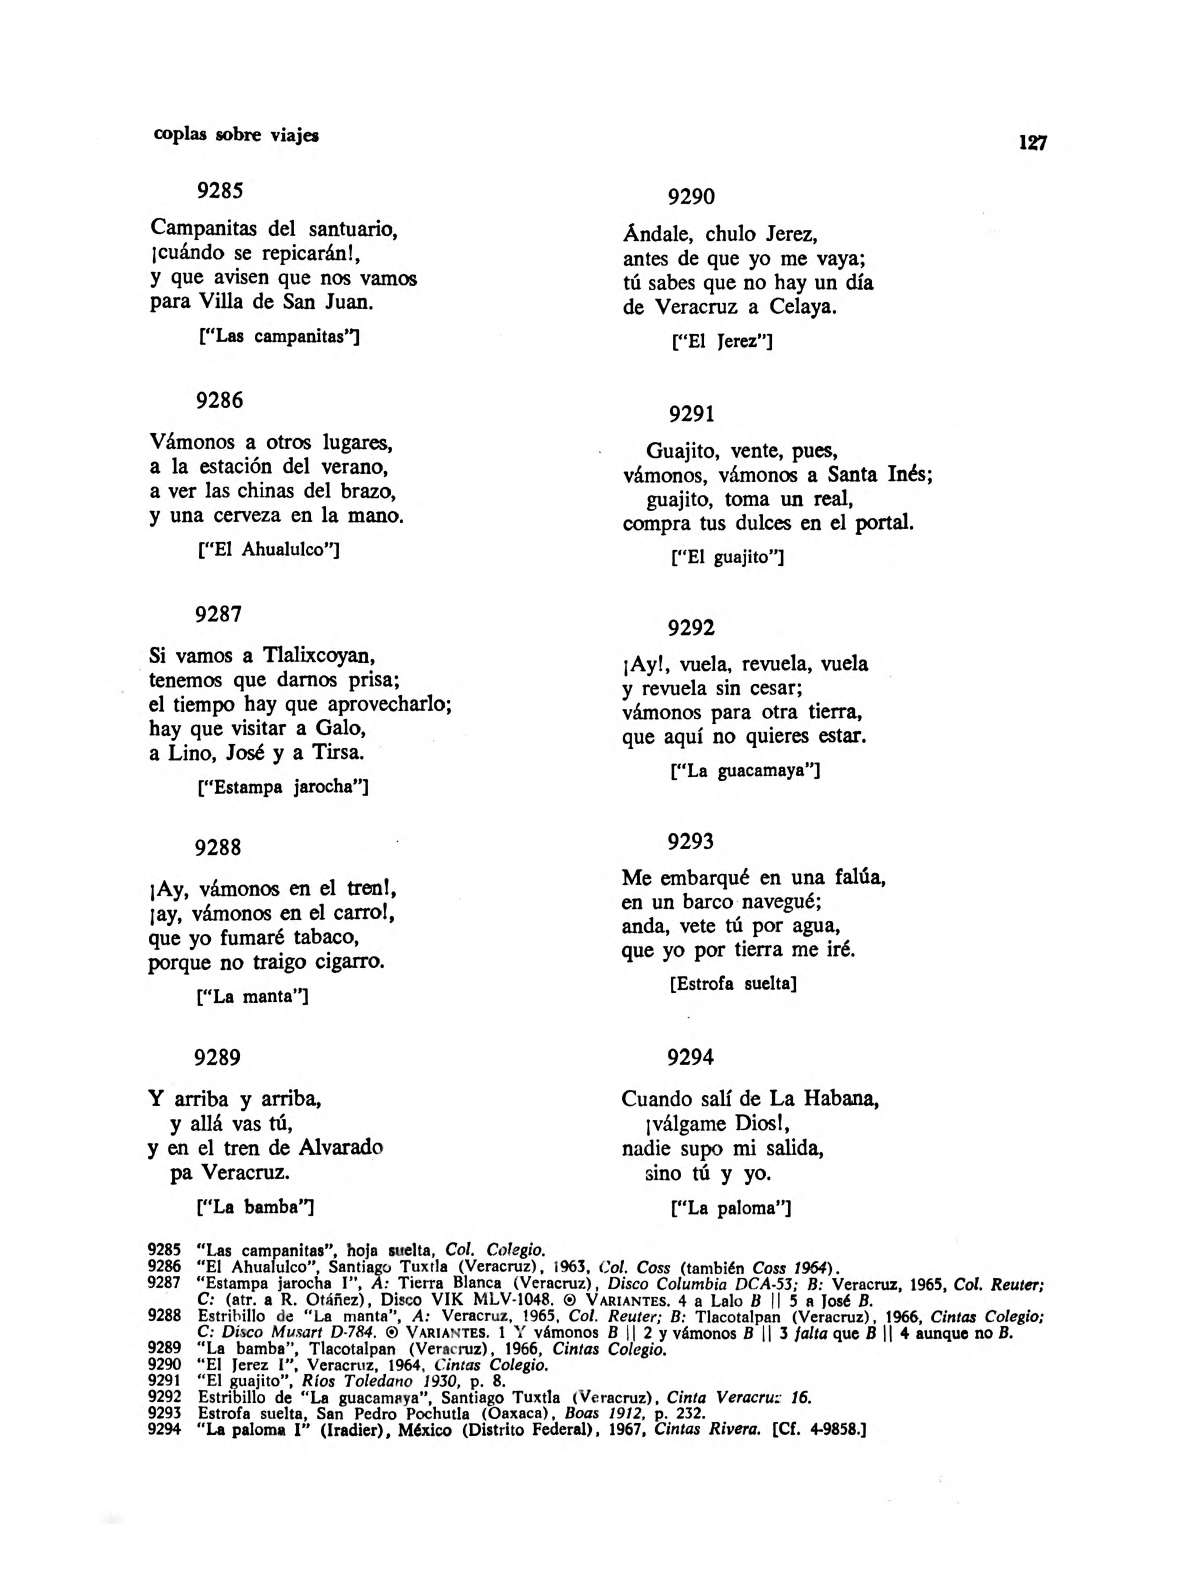 coplas sobre viajes
127
9285
Campanitas del santuario,
¡cuándo se repicarán!,
y que avisen que nos vamos
para Villa de San Juan.
["Las campanitas"]
9286
Vámonos a otros lugares,
a la estación del verano,
a ver las chinas del brazo,
y una cerveza en la mano.
["El Ahualulco"]
9287
Si vamos a Tlalixcoyan,
tenemos que darnos prisa;
el tiempo hay que aprovecharlo;
hay que visitar a Galo,
a Lino, José y a Tirsa.
["Estampa jarocha"]
9288
¡Ay, vámonos en el tren!,
¡ay, vámonos en el carro!,
que yo fumaré tabaco,
porque no traigo cigarro.
["La manta"]
9289
Y arriba y arriba,
y allá vas tú,
y en el tren de Alvarado
pa Veracruz.
["La bamba"]
9290
Ándale, chulo Jerez,
antes de que yo me vaya;
tú sabes que no hay un día
de Veracruz a Celaya.
["El Jerez"]
9291
Guajito, vente, pues,
vámonos, vámonos a Santa Inés;
guajito, toma un real,
compra tus dulces en el portal.
["El guajito"]
9292
¡Ay!, vuela, revuela, vuela
y revuela sin cesar;
vámonos para otra tierra,
que aquí no quieres estar.
["La guacamaya"]
9293
Me embarqué en una falúa,
en un barco navegué;
anda, vete tú por agua,
que yo por tierra me iré.
[Estrofa suelta]
9294
Cuando salí de La Habana,
¡válgame Dios!,
nadie supo mi salida,
sino tú y yo.
["La paloma"]
9285 "Las campanitas", hoja suelta, Col. Colegio.
9286 "El Ahualulco", Santiago Tuxtla (Veracruz), 1963, Col. Coss (también Coss 1964).
9287 "Estampa jarocha I", A: Tierra Blanca (Veracruz), Disco Columbia DCA-53; B: Veracruz, 1965, Col. Reuter;
C: (atr. a R. Otáñez), Disco VIK MLV-1048. ⊙ VARIANTES. 4 a Lalo B || 5 a José B.
9288 Estribillo de "La manta", A: Veracruz, 1965, Col. Reuter; B: Tlacotalpan (Veracruz), 1966, Cintas Colegio;
C: Disco Musart D-784. ⊙ VARIANTES. 1 Y vámonos B || 2 y vámonos B || 3 falta que B || 4 aunque no B.
9289 "La bamba", Tlacotalpan (Veracruz), 1966, Cintas Colegio.
9290 "El Jerez I", Veracruz, 1964, Cintas Colegio.
9291 "El guajito", Ríos Toledano 1930, p. 8.
9292 Estribillo de "La guacamaya", Santiago Tuxtla (Veracruz), Cinta Veracruz 16.
9293 Estrofa suelta, San Pedro Pochutla (Oaxaca), Boas 1912, p. 232.
9294 "La paloma I" (Iradier), México (Distrito Federal), 1967, Cintas Rivera. [Cf. 4-9858.]